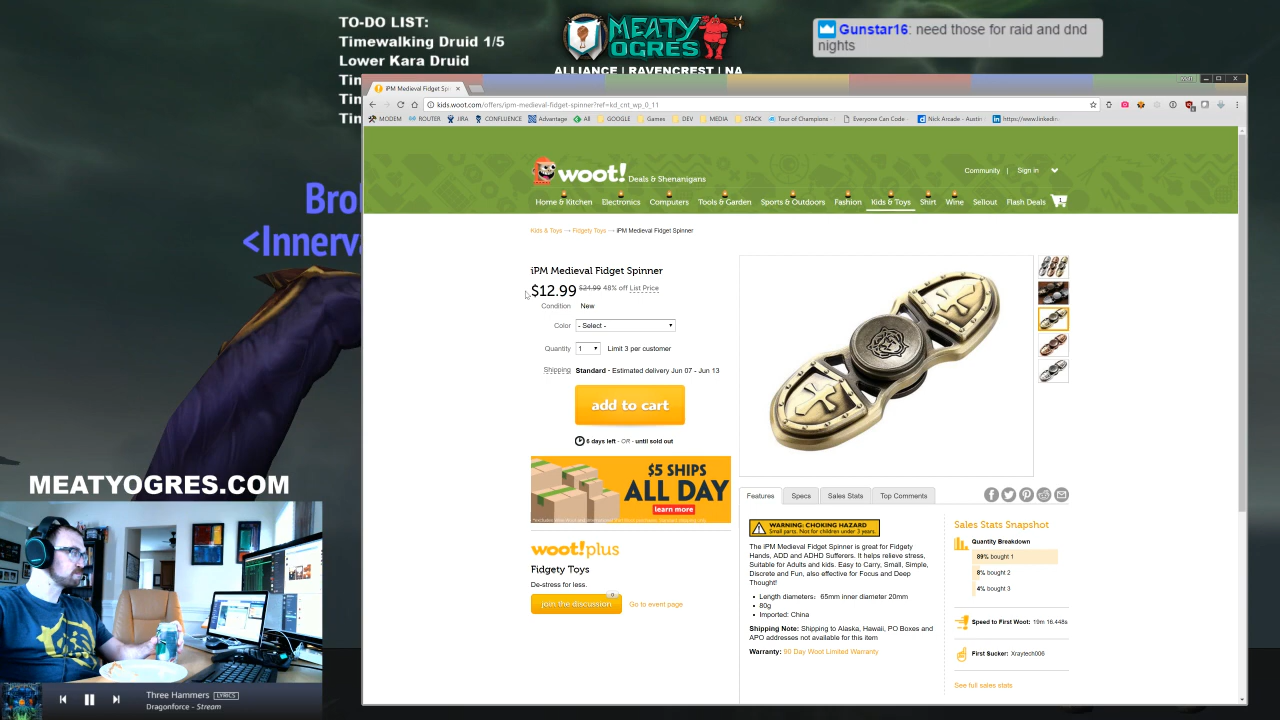 TO-DO LIST:
Timewalking Druid 1/5
Lower Kara Druid
Tim
Tim
Tim
MEATY
OGRES
ALLIANCE | RAVENCREST | NA
Gunstar16: need those for raid and dnd
nights
iPM Medieval Fidget Spi
kids.woot.com/offers/ipm-medieval-fidget-spinner?ref=kd_cnt_wp_0_11
MODEM ROUTER JIRA CONFLUENCE Advantage All GOOGLE Games DEV MEDIA STACK Tour of Champions - Everyone Can Code - Nick Arcade - Austin https://www.linkedin
woot! Deals & Shenanigans
Community | Sign in
Home & Kitchen Electronics Computers Tools & Garden Sports & Outdoors Fashion Kids & Toys Shirt Wine Sellout Flash Deals 1
Bro
<Innerv
Kids & Toys → Fidgety Toys → iPM Medieval Fidget Spinner
iPM Medieval Fidget Spinner
$12.99 $24.99 48% off List Price
Condition New
Color - Select -
Quantity 1 Limit 3 per customer
Shipping Standard - Estimated delivery Jun 07 - Jun 13
add to cart
6 days left - OR - until sold out
$5 SHIPS
ALL DAY
learn more
woot!plus
Fidgety Toys
De-stress for less.
0
join the discussion Go to event page
Features Specs Sales Stats Top Comments
WARNING: CHOKING HAZARD
Small parts. Not for children under 3 years.
The iPM Medieval Fidget Spinner is great for Fidgety
Hands, ADD and ADHD Sufferers. It helps relieve stress,
Suitable for Adults and kids. Easy to Carry, Small, Simple,
Discrete and Fun, also effective for Focus and Deep
Thought!
Length diameters: 65mm inner diameter 20mm
80g
Imported: China
Shipping Note: Shipping to Alaska, Hawaii, PO Boxes and
APO addresses not available for this item
Warranty: 90 Day Woot Limited Warranty
Sales Stats Snapshot
Quantity Breakdown
89% bought 1
8% bought 2
4% bought 3
Speed to First Woot: 19m 16.448s
First Sucker: Xraytech006
See full sales stats
MEATYOGRES.COM
Three Hammers LYRICS
Dragonforce - Stream